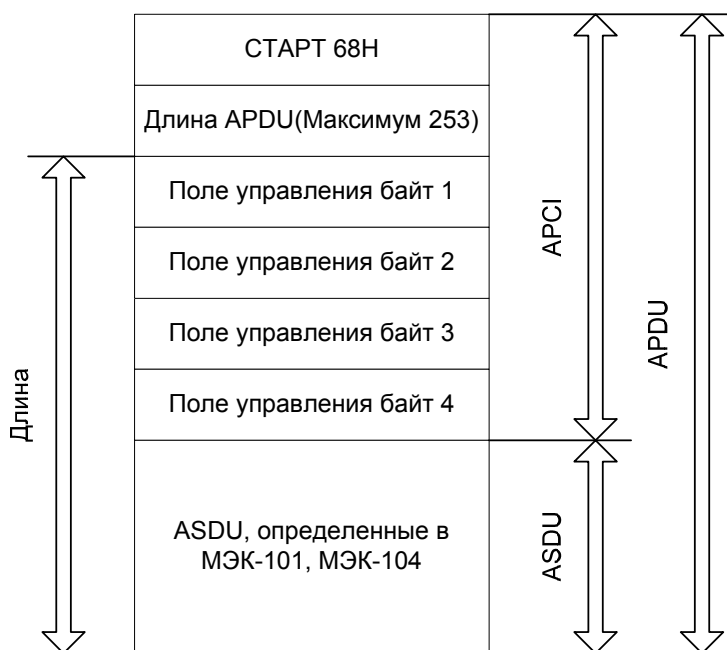 СТАРТ 68H
Длина APDU(Максимум 253)
Поле управления байт 1
Поле управления байт 2
Поле управления байт 3
Поле управления байт 4
ASDU, определенные в
МЭК-101, МЭК-104
Длина
APCI
ASDU
APDU